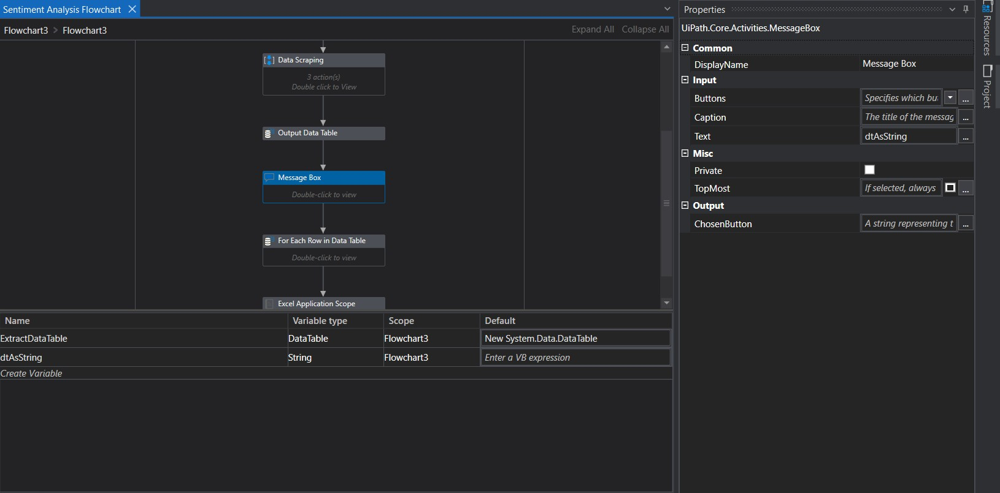 Sentiment Analysis Flowchart
Flowchart3 > Flowchart3
Expand All Collapse All
Data Scraping
3 action(s)
Double click to View
Output Data Table
Message Box
Double-click to view
For Each Row in Data Table
Double-click to view
Excel Application Scope
Name Variable type Scope Default
ExtractDataTable DataTable Flowchart3 New System.Data.DataTable
dtAsString String Flowchart3 Enter a VB expression
Create Variable
Properties
UiPath.Core.Activities.MessageBox
Common
DisplayName Message Box
Input
Buttons Specifies which bu ...
Caption The title of the messag ...
Text dtAsString ...
Misc
Private
TopMost If selected, always ...
Output
ChosenButton A string representing t ...
Resources
Project